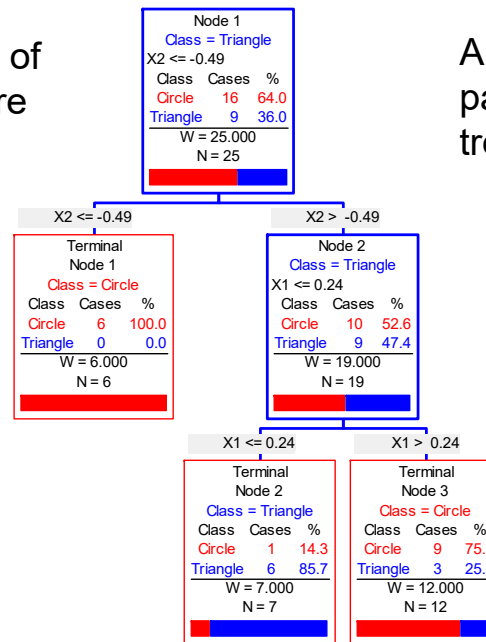 of
re
A
pa
tre
Node 1
Class = Triangle
X2 <= -0.49
Class Cases %
Circle 16 64.0
Triangle 9 36.0
W = 25.000
N = 25
X2 <= -0.49
X2 > -0.49
Terminal
Node 1
Class = Circle
Class Cases %
Circle 6 100.0
Triangle 0 0.0
W = 6.000
N = 6
Node 2
Class = Triangle
X1 <= 0.24
Class Cases %
Circle 10 52.6
Triangle 9 47.4
W = 19.000
N = 19
X1 <= 0.24
X1 > 0.24
Terminal
Node 2
Class = Triangle
Class Cases %
Circle 1 14.3
Triangle 6 85.7
W = 7.000
N = 7
Terminal
Node 3
Class = Circle
Class Cases %
Circle 9 75.
Triangle 3 25.
W = 12.000
N = 12